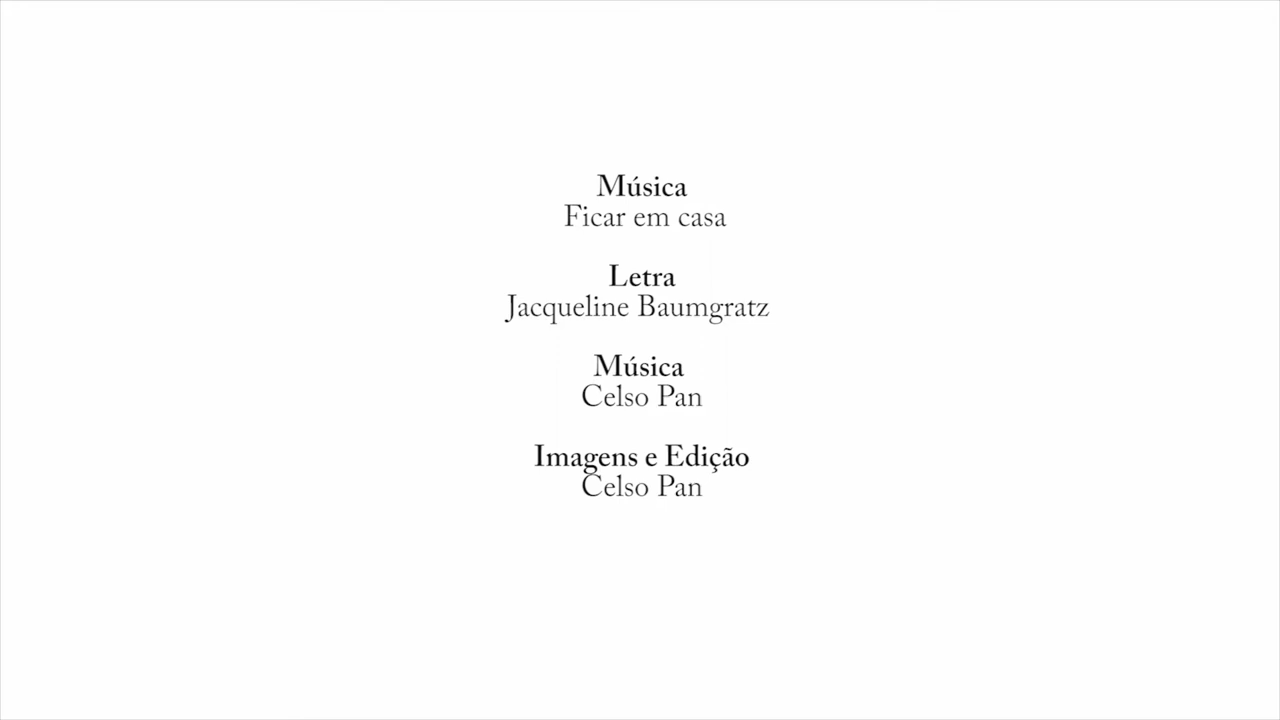 Música
Ficar em casa
Letra
Jacqueline Baumgratz
Música
Celso Pan
Imagens e Edição
Celso Pan